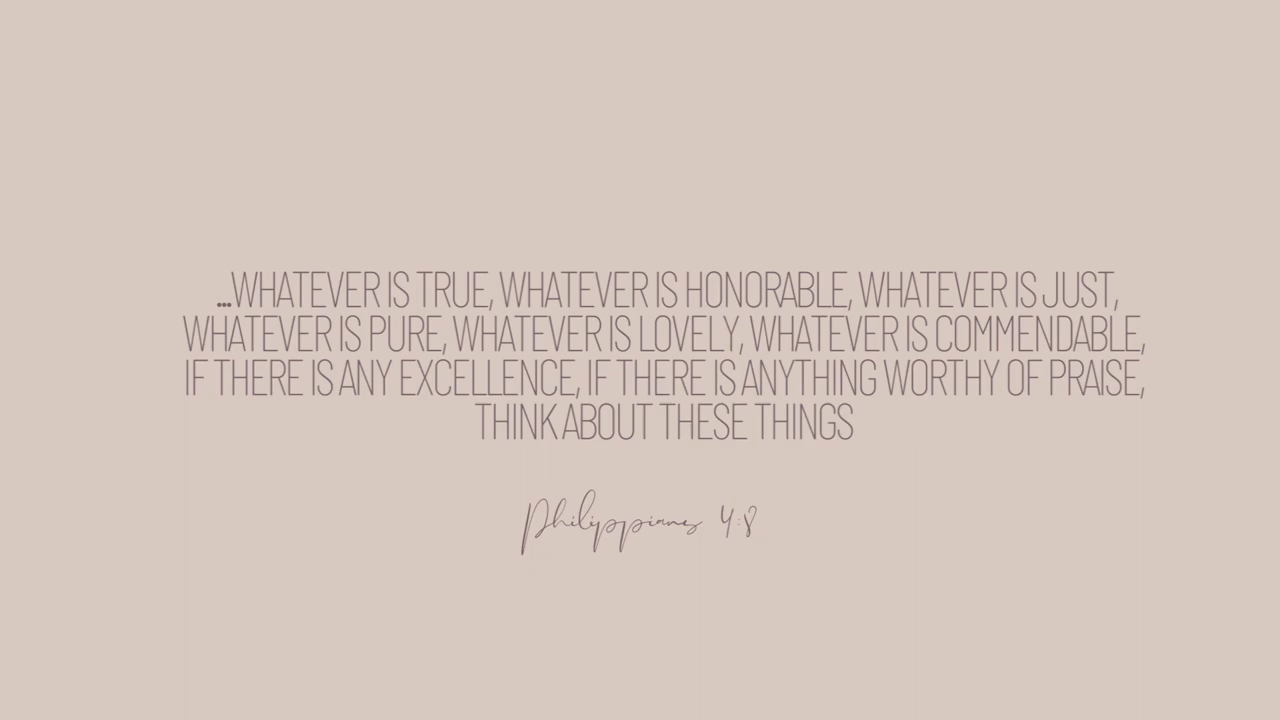 ...WHATEVER IS TRUE, WHATEVER IS HONORABLE, WHATEVER IS JUST,
WHATEVER IS PURE, WHATEVER IS LOVELY, WHATEVER IS COMMENDABLE,
IF THERE IS ANY EXCELLENCE, IF THERE IS ANYTHING WORTHY OF PRAISE,
THINK ABOUT THESE THINGS
Philippians 4:8